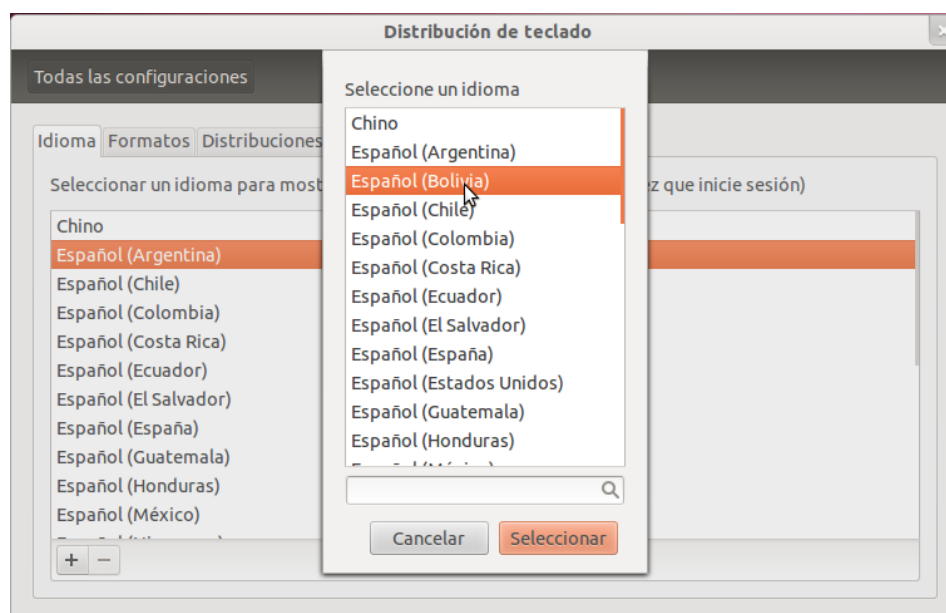 Distribución de teclado
Todas las configuraciones
Idioma Formatos Distribuciones
Seleccionar un idioma para most
ez que inicie sesión)
Chino
Español (Argentina)
Español (Chile)
Español (Colombia)
Español (Costa Rica)
Español (Ecuador)
Español (El Salvador)
Español (España)
Español (Guatemala)
Español (Honduras)
Español (México)
+ −
Seleccione un idioma
Chino
Español (Argentina)
Español (Bolivia)
Español (Chile)
Español (Colombia)
Español (Costa Rica)
Español (Ecuador)
Español (El Salvador)
Español (España)
Español (Estados Unidos)
Español (Guatemala)
Español (Honduras)
Cancelar Seleccionar